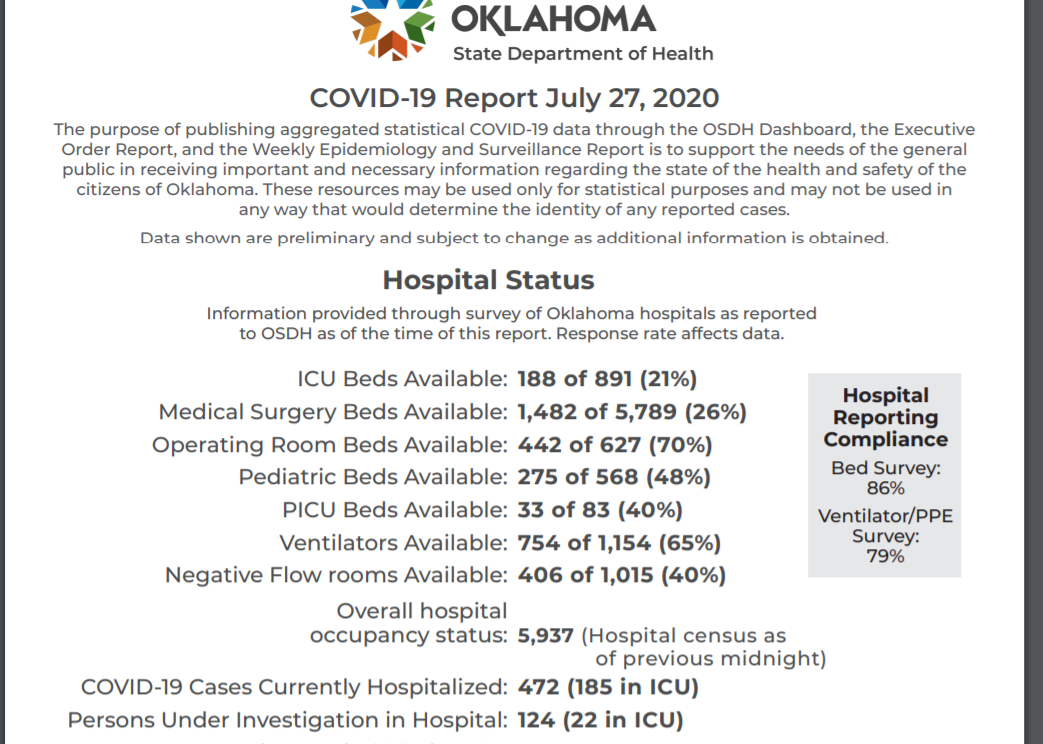 OKLAHOMA
State Department of Health
COVID-19 Report July 27, 2020
The purpose of publishing aggregated statistical COVID-19 data through the OSDH Dashboard, the Executive
Order Report, and the Weekly Epidemiology and Surveillance Report is to support the needs of the general
public in receiving important and necessary information regarding the state of the health and safety of the
citizens of Oklahoma. These resources may be used only for statistical purposes and may not be used in
any way that would determine the identity of any reported cases.
Data shown are preliminary and subject to change as additional information is obtained.
Hospital Status
Information provided through survey of Oklahoma hospitals as reported
to OSDH as of the time of this report. Response rate affects data.
ICU Beds Available: 188 of 891 (21%)
Medical Surgery Beds Available: 1,482 of 5,789 (26%)
Operating Room Beds Available: 442 of 627 (70%)
Pediatric Beds Available: 275 of 568 (48%)
PICU Beds Available: 33 of 83 (40%)
Ventilators Available: 754 of 1,154 (65%)
Negative Flow rooms Available: 406 of 1,015 (40%)
Overall hospital
occupancy status: 5,937 (Hospital census as
of previous midnight)
COVID-19 Cases Currently Hospitalized: 472 (185 in ICU)
Persons Under Investigation in Hospital: 124 (22 in ICU)
Hospital
Reporting
Compliance
Bed Survey:
86%
Ventilator/PPE
Survey:
79%